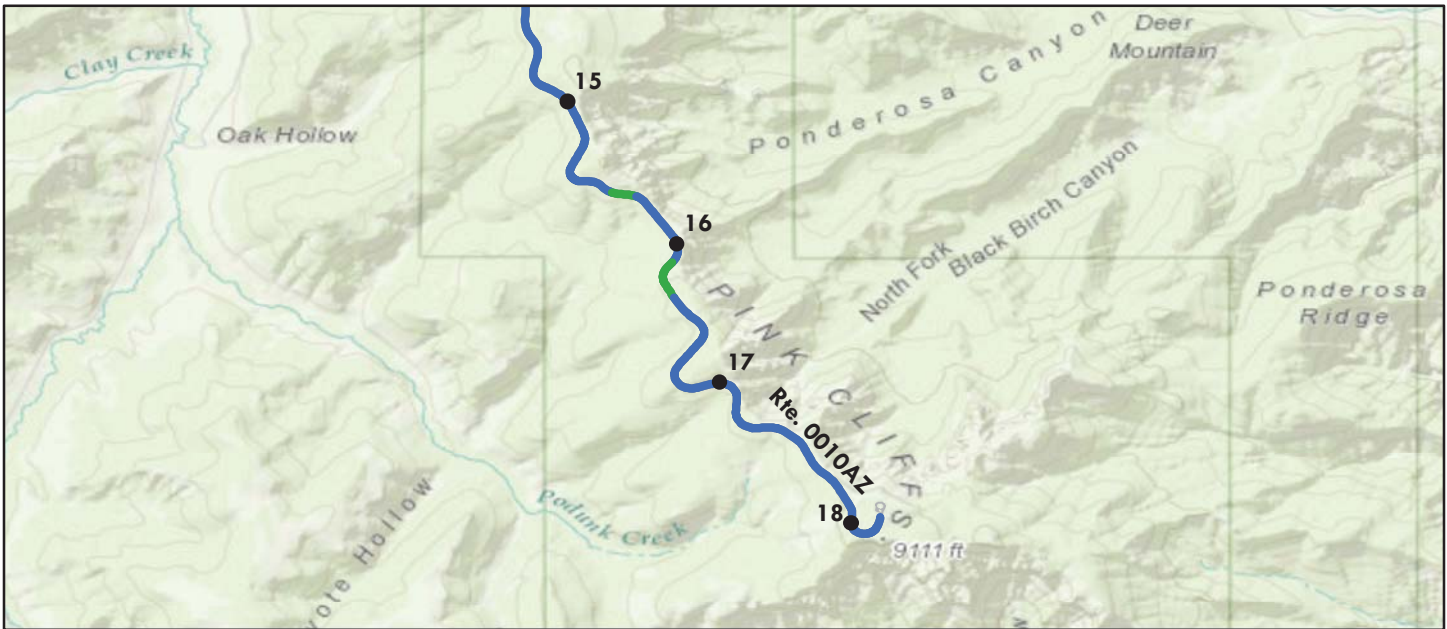 Deer
Mountain
Ponderosa Canyon
Clay Creek
15
Oak Hollow
Black Birch Canyon
16
North Fork
PINK CLIFFS
Ponderosa
Ridge
17
Rte. 0010AZ
Podunk Creek
18
9111 ft
yote Hollow